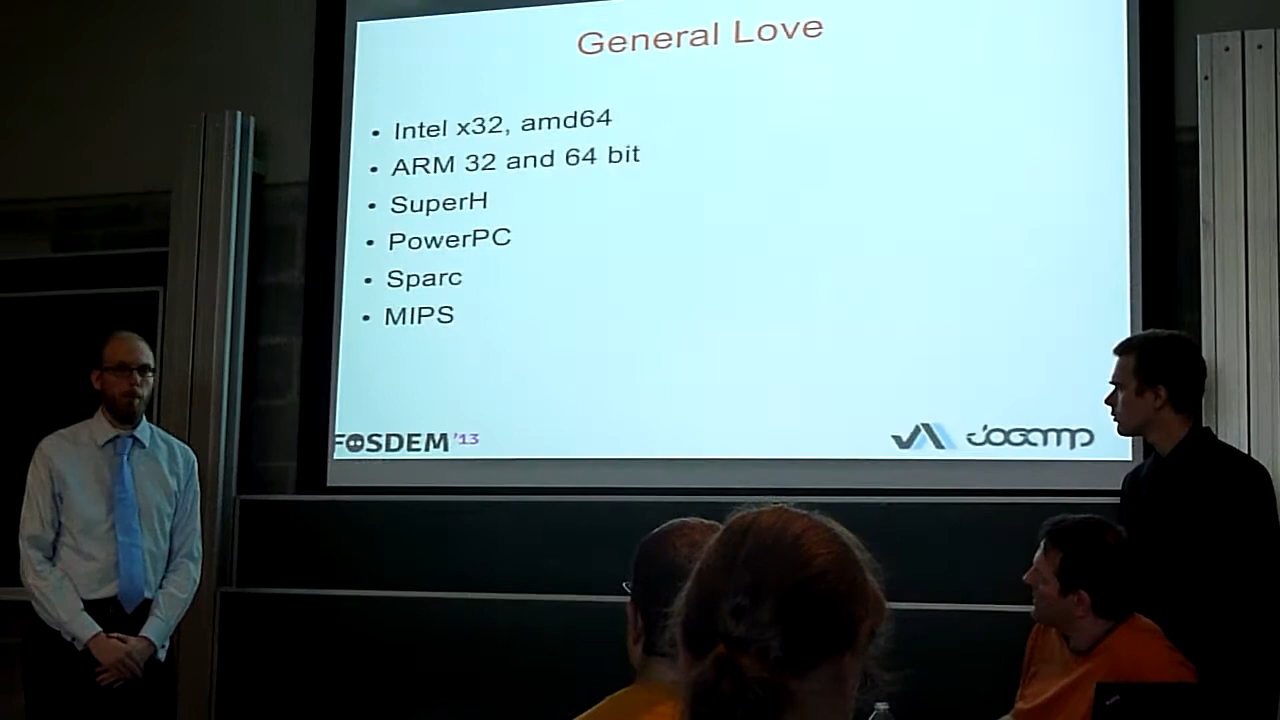 General Love
• Intel x32, amd64
• ARM 32 and 64 bit
• SuperH
• PowerPC
• Sparc
• MIPS
FOSDEM '13
JogAmp